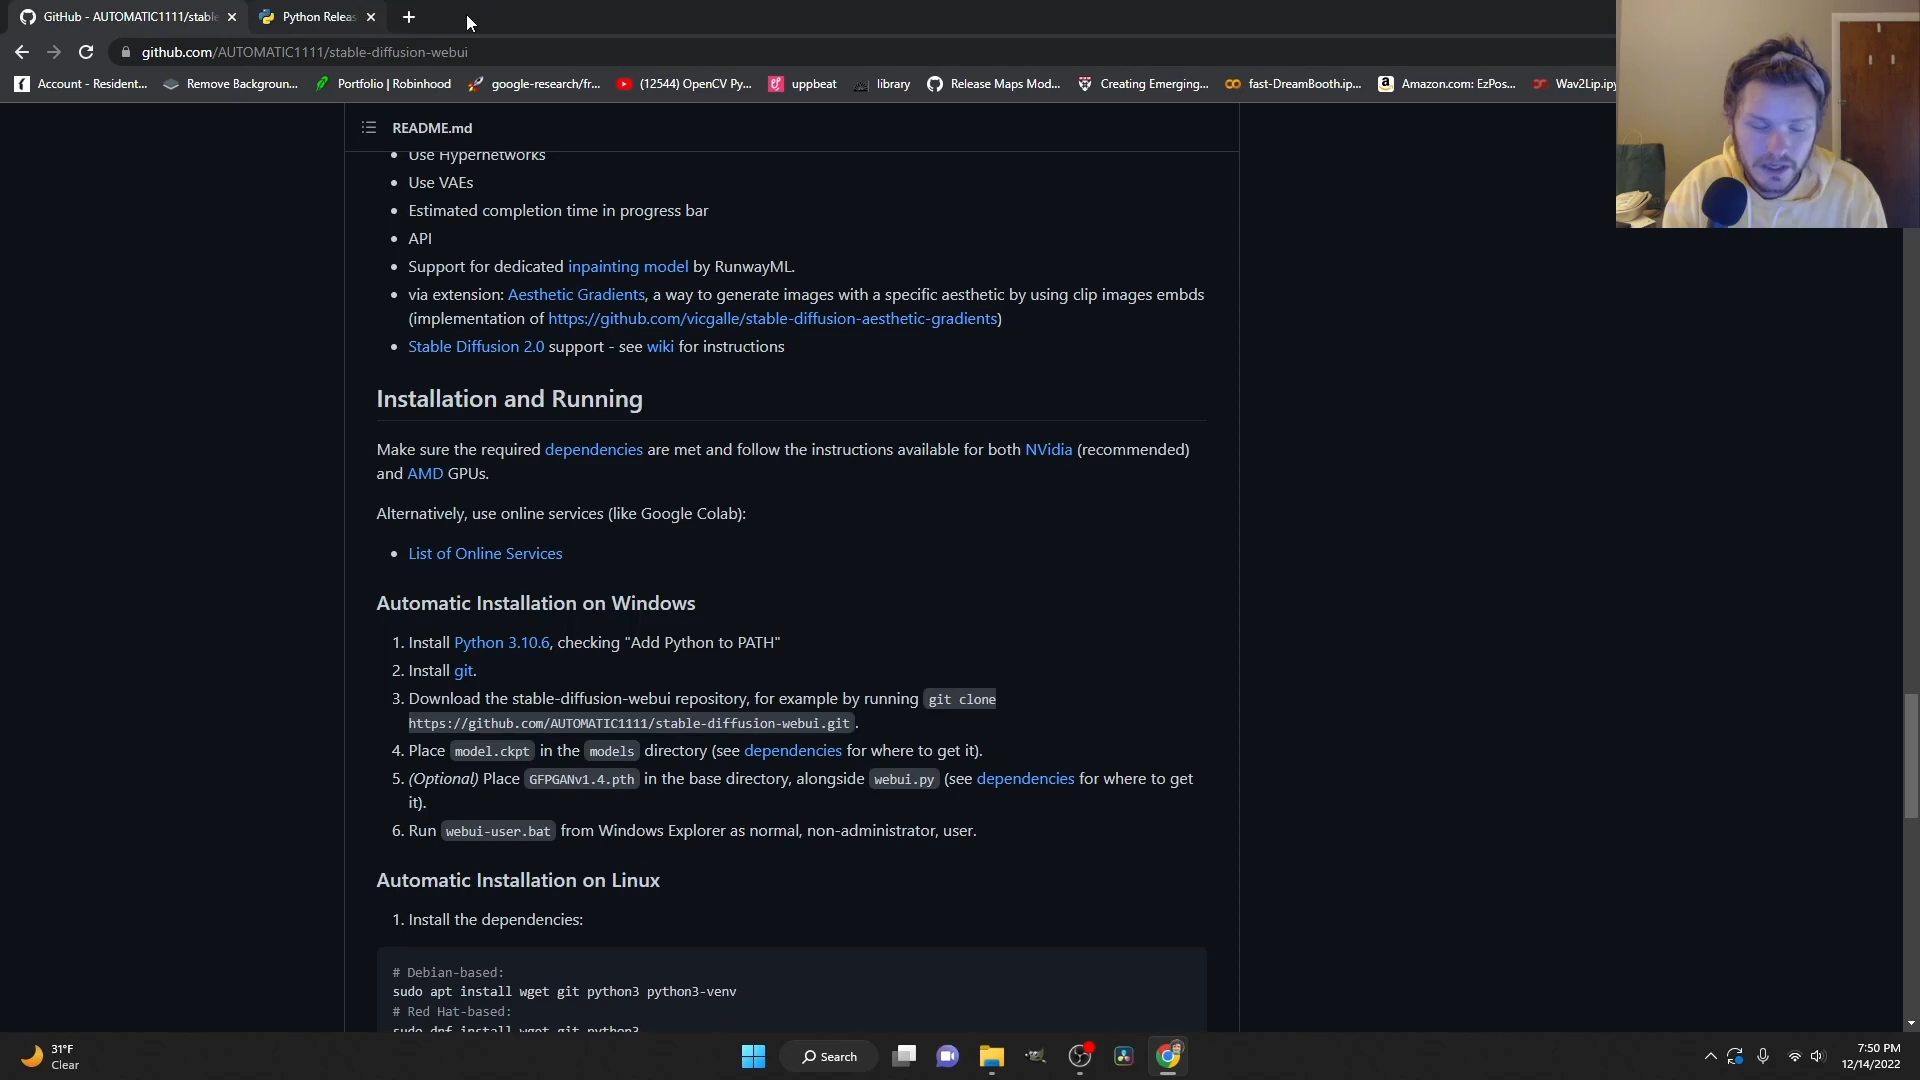 GitHub - AUTOMATIC1111/stable
Python Releas
github.com/AUTOMATIC1111/stable-diffusion-webui
Account - Resident...
Remove Backgroun...
Portfolio | Robinhood
google-research/fr...
(12544) OpenCV Py...
uppbeat
library
Release Maps Mod...
Creating Emerging...
fast-DreamBooth.ip...
Amazon.com: EzPos...
Wav2Lip.ipy
README.md
Use Hypernetworks
Use VAEs
Estimated completion time in progress bar
API
Support for dedicated inpainting model by RunwayML.
via extension: Aesthetic Gradients, a way to generate images with a specific aesthetic by using clip images embds
(implementation of https://github.com/vicgalle/stable-diffusion-aesthetic-gradients)
Stable Diffusion 2.0 support - see wiki for instructions
Installation and Running
Make sure the required dependencies are met and follow the instructions available for both NVidia (recommended)
and AMD GPUs.
Alternatively, use online services (like Google Colab):
List of Online Services
Automatic Installation on Windows
1. Install Python 3.10.6, checking "Add Python to PATH"
2. Install git.
3. Download the stable-diffusion-webui repository, for example by running git clone
https://github.com/AUTOMATIC1111/stable-diffusion-webui.git.
4. Place model.ckpt in the models directory (see dependencies for where to get it).
5. (Optional) Place GFPGANv1.4.pth in the base directory, alongside webui.py (see dependencies for where to get
it).
6. Run webui-user.bat from Windows Explorer as normal, non-administrator, user.
Automatic Installation on Linux
1. Install the dependencies:
# Debian-based:
sudo apt install wget git python3 python3-venv
# Red Hat-based:
sudo dnf install wget git python3
31°F
Clear
Search
7:50 PM
12/14/2022